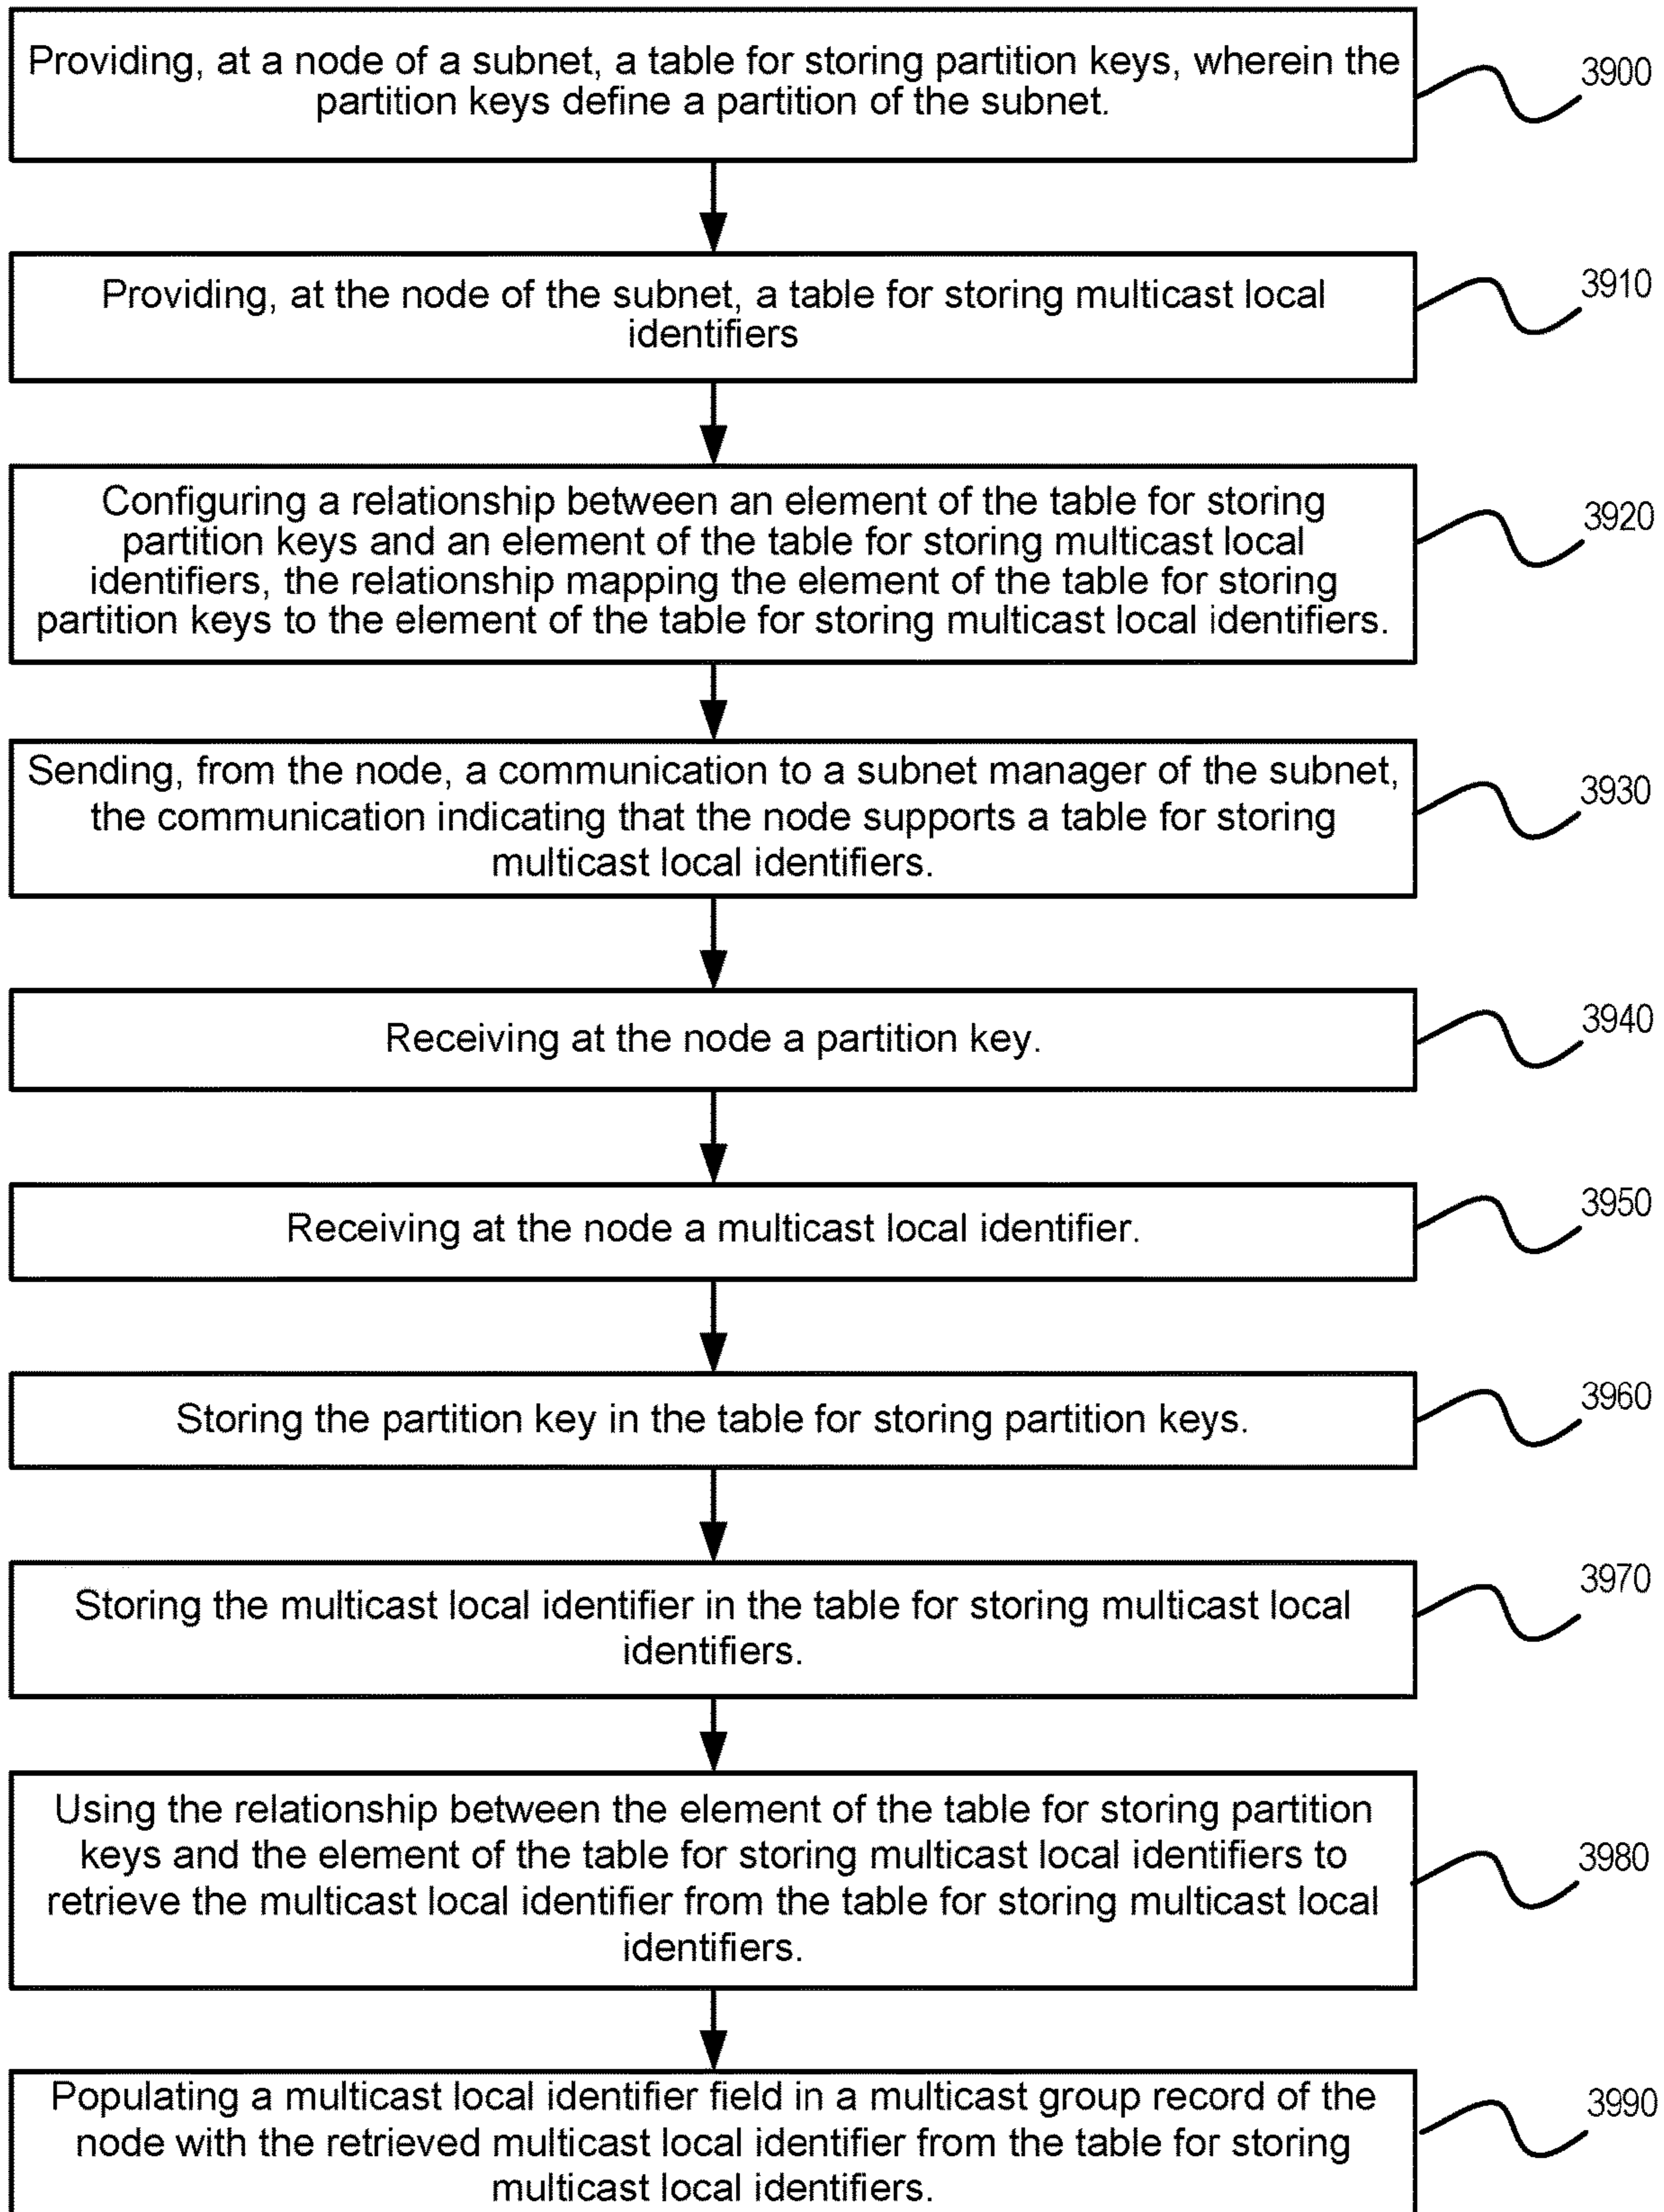 Providing, at a node of a subnet, a table for storing partition keys, wherein the
partition keys define a partition of the subnet.
3900
Providing, at the node of the subnet, a table for storing multicast local
identifiers
3910
Configuring a relationship between an element of the table for storing
partition keys and an element of the table for storing multicast local
identifiers, the relationship mapping the element of the table for storing
partition keys to the element of the table for storing multicast local identifiers.
3920
Sending, from the node, a communication to a subnet manager of the subnet,
the communication indicating that the node supports a table for storing
multicast local identifiers.
3930
Receiving at the node a partition key.
3940
Receiving at the node a multicast local identifier.
3950
Storing the partition key in the table for storing partition keys.
3960
Storing the multicast local identifier in the table for storing multicast local
identifiers.
3970
Using the relationship between the element of the table for storing partition
keys and the element of the table for storing multicast local identifiers to
retrieve the multicast local identifier from the table for storing multicast local
identifiers.
3980
Populating a multicast local identifier field in a multicast group record of the
node with the retrieved multicast local identifier from the table for storing
multicast local identifiers.
3990